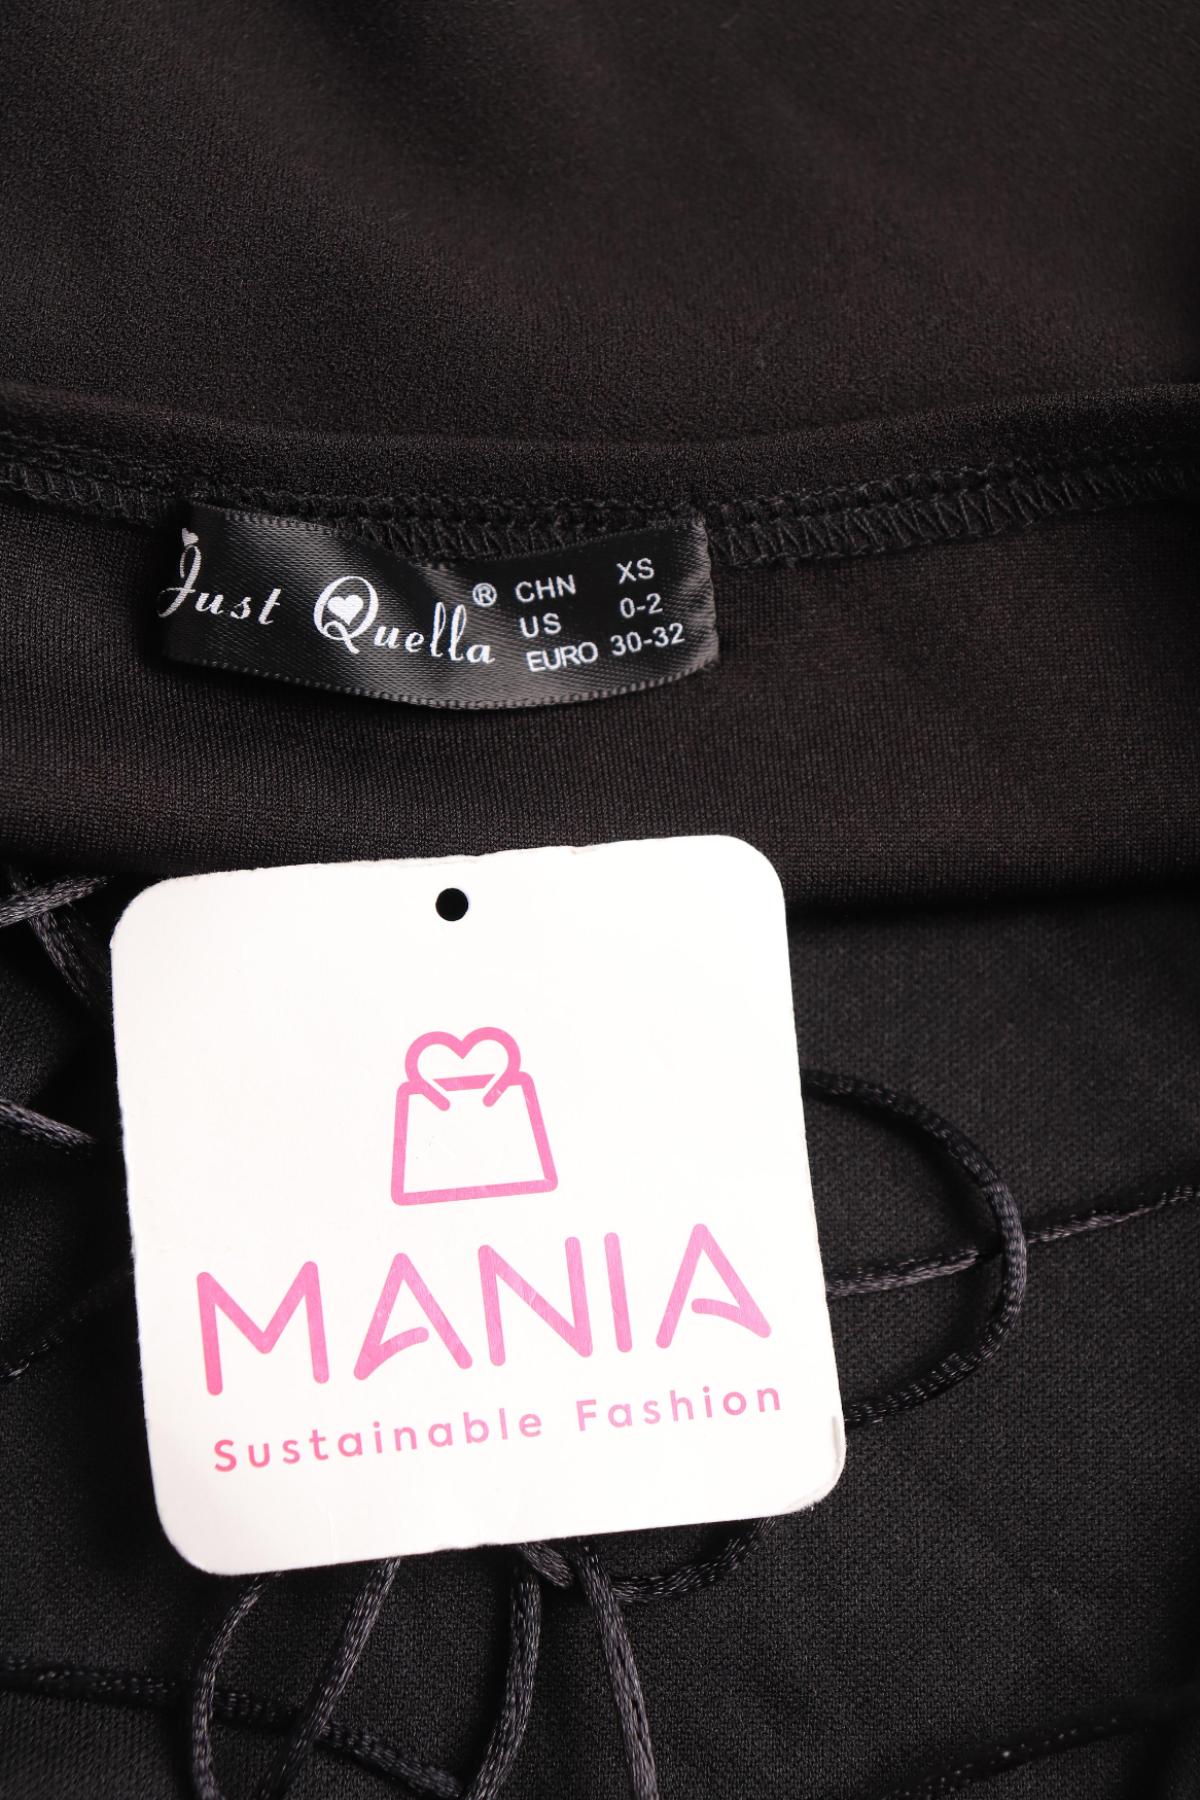 Just Quella ®
CHN XS
US 0-2
EURO 30-32
MANIA
Sustainable Fashion